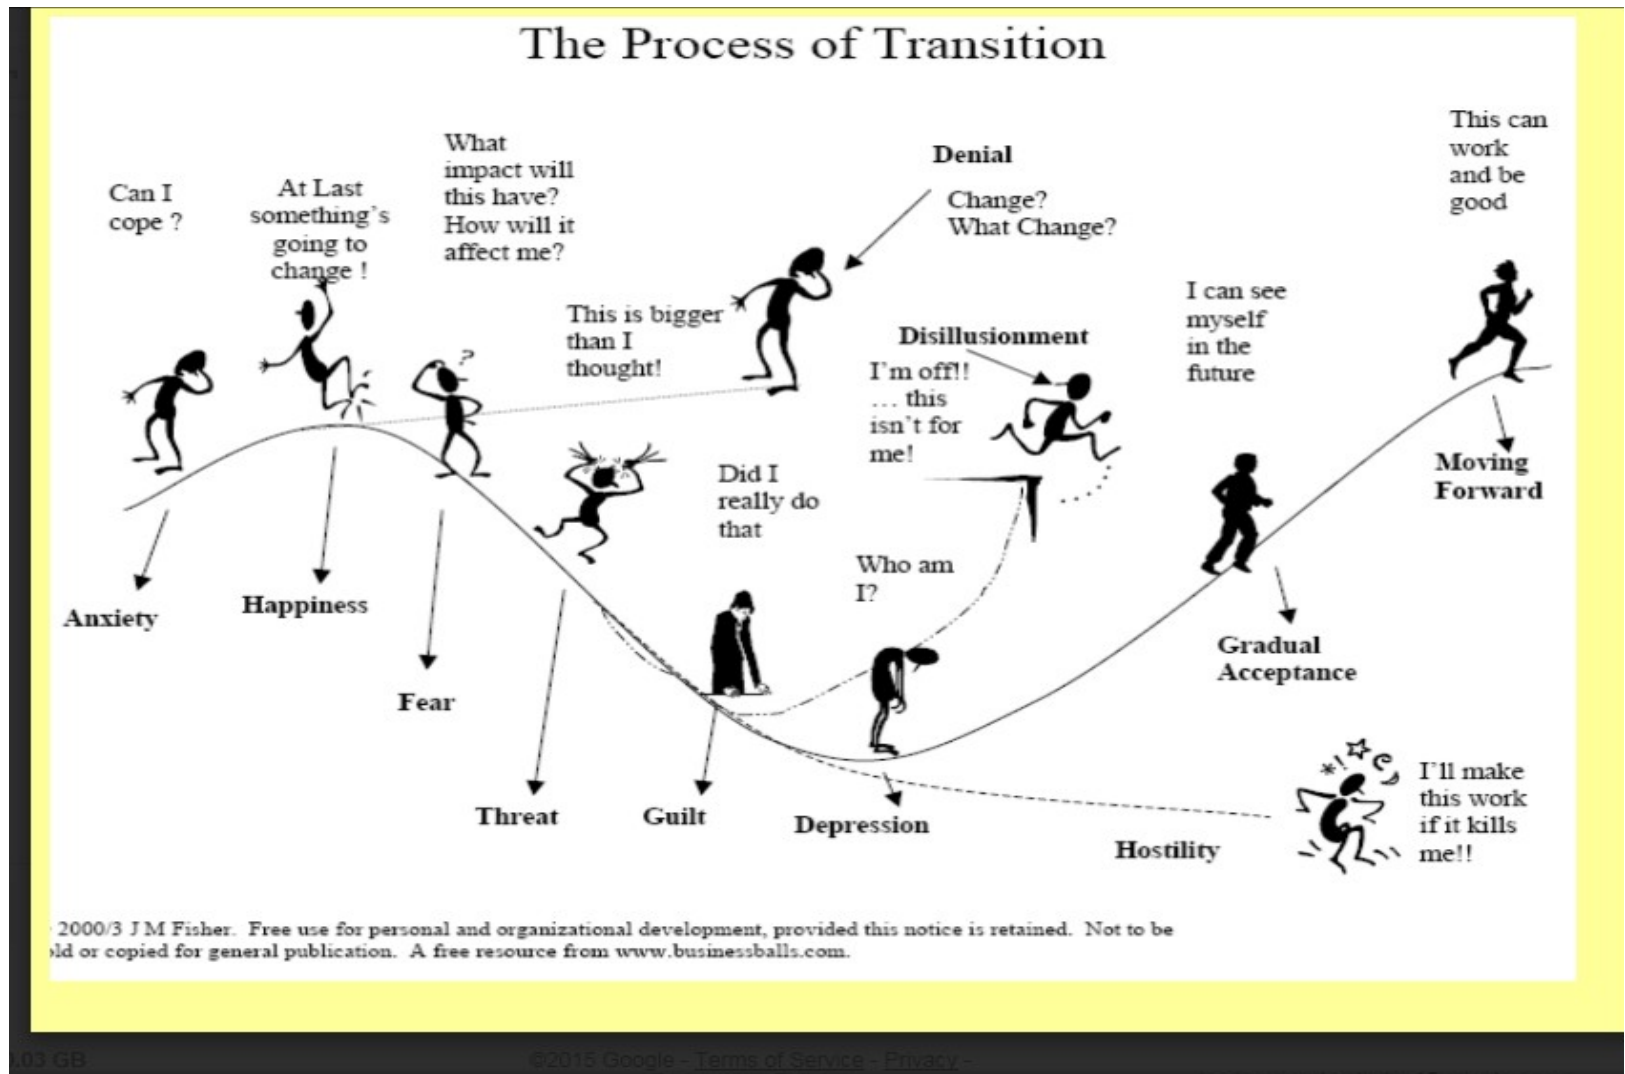 The Process of Transition
Can I
cope ?
At Last
something's
going to
change !
What
impact will
this have?
How will it
affect me?
?
This is bigger
than I
thought!
Denial
Change?
What Change?
Disillusionment
I'm off!!
... this
isn't for
me!
Did I
really do
that
Who am
I?
I can see
myself
in the
future
This can
work
and be
good
Anxiety
Happiness
Fear
Threat
Guilt
Depression
Hostility
Gradual
Acceptance
Moving
Forward
I'll make
this work
if it kills
me!!
2000/3 J M Fisher. Free use for personal and organizational development, provided this notice is retained. Not to be
old or copied for general publication. A free resource from www.businessballs.com.
.03 GB
©2015 Google - Terms of Service - Privacy -